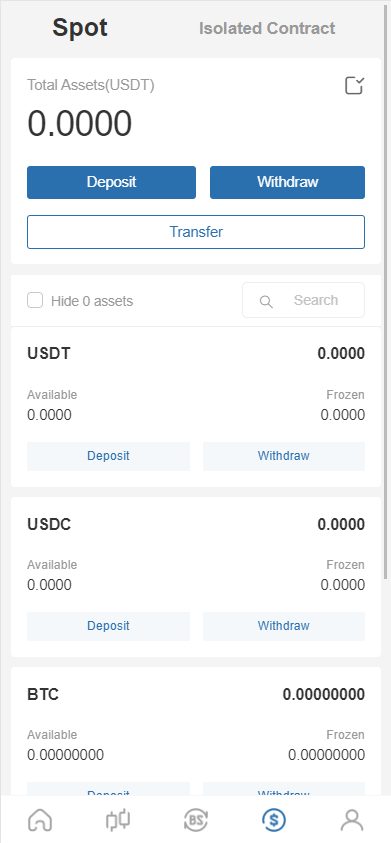 Spot Isolated Contract
Total Assets(USDT)
0.0000
Deposit Withdraw
Transfer
Hide 0 assets Search
USDT 0.0000
Available Frozen
0.0000 0.0000
Deposit Withdraw
USDC 0.0000
Available Frozen
0.0000 0.0000
Deposit Withdraw
BTC 0.00000000
Available Frozen
0.00000000 0.00000000
Deposit Withdraw
BS $